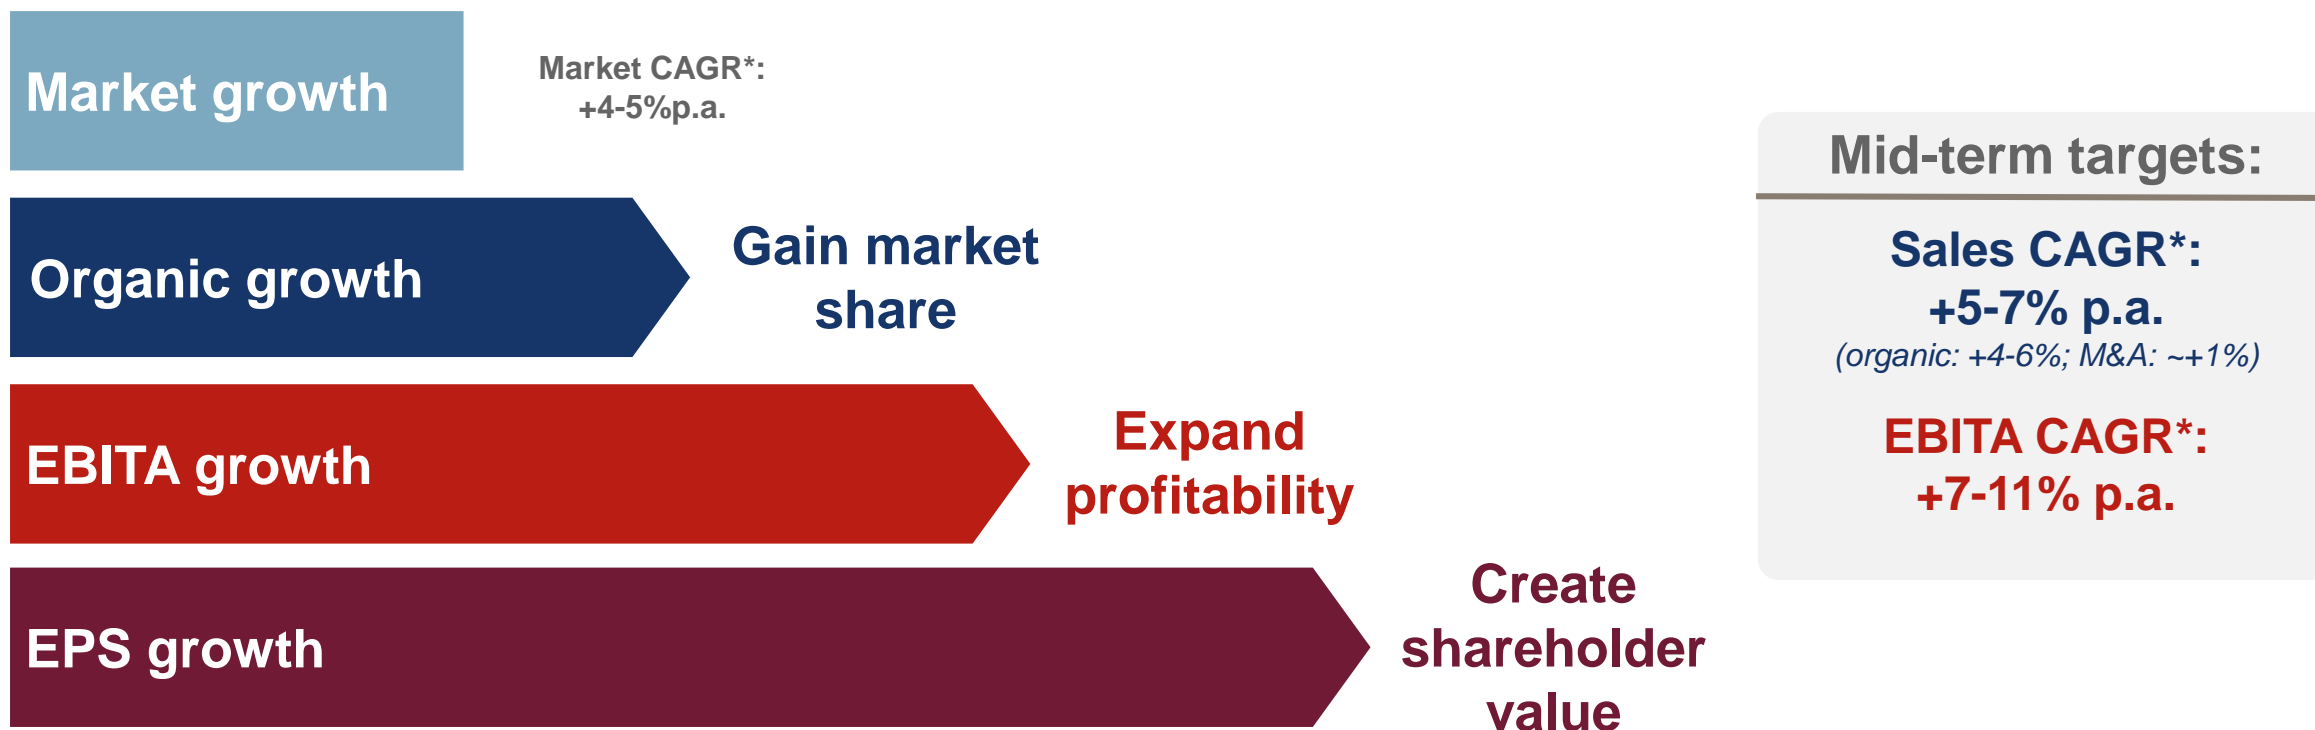 Market growth
Market CAGR*:
+4-5%p.a.
Organic growth
Gain market
share
EBITA growth
Expand
profitability
EPS growth
Create
shareholder
value
Mid-term targets:
Sales CAGR*:
+5-7% p.a.
(organic: +4-6%; M&A: ~+1%)
EBITA CAGR*:
+7-11% p.a.